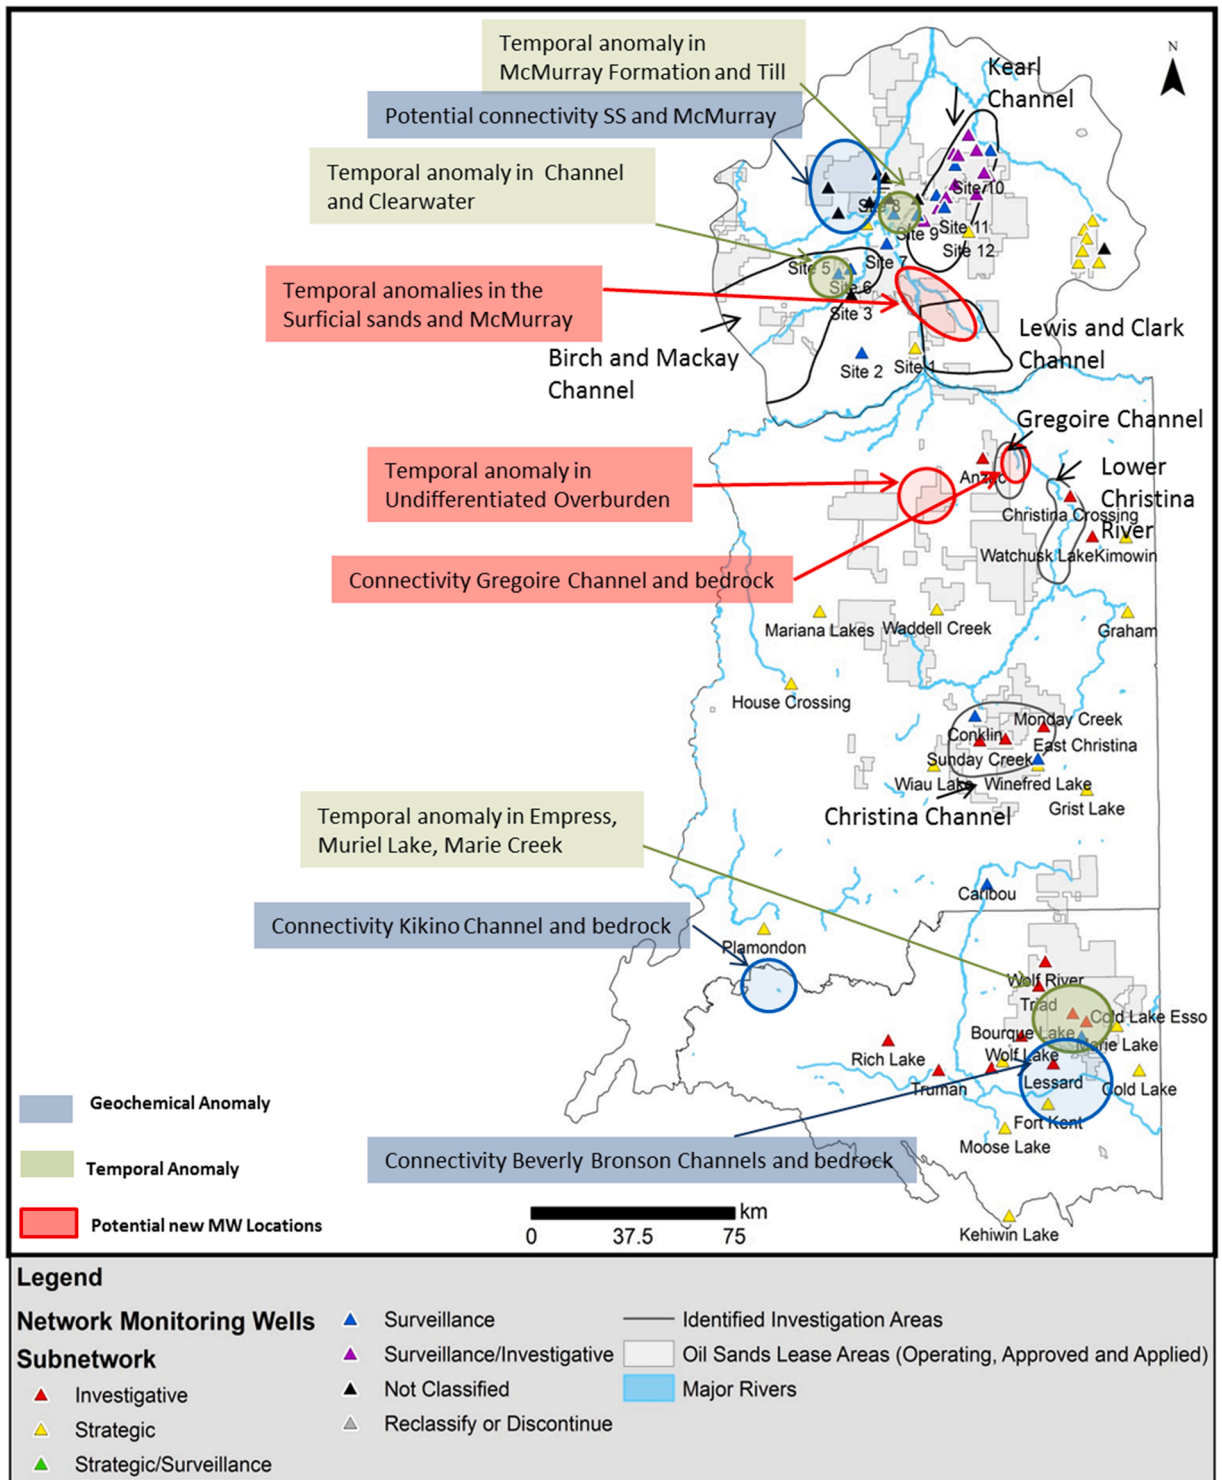 Temporal anomaly in
McMurray Formation and Till
N
Kearl
Channel
Potential connectivity SS and McMurray
Temporal anomaly in Channel
and Clearwater
Site 10
Site 8
Site 9
Site 11
Site 12
Site 7
Site 5
Site 6
Site 3
Temporal anomalies in the
Surficial sands and McMurray
Lewis and Clark
Channel
Birch and Mackay
Channel
Site 2
Site 1
Gregoire Channel
Temporal anomaly in
Undifferentiated Overburden
Anzac
Lower
Christina
River
Christina Crossing
Watchusk Lake
Kimowin
Connectivity Gregoire Channel and bedrock
Mariana Lakes
Waddell Creek
Graham
House Crossing
Monday Creek
Conklin
East Christina
Sunday Creek
Wiau Lake
Winefred Lake
Grist Lake
Christina Channel
Temporal anomaly in Empress,
Muriel Lake, Marie Creek
Caribou
Connectivity Kikino Channel and bedrock
Plamondon
Wolf River
Triad
Cold Lake Esso
Bourque Lake
Marie Lake
Wolf Lake
Rich Lake
Truman
Lessard
Cold Lake
Fort Kent
Moose Lake
Connectivity Beverly Bronson Channels and bedrock
Kehiwin Lake
Geochemical Anomaly
Temporal Anomaly
Potential new MW Locations
km
0 37.5 75
Legend
Network Monitoring Wells
Subnetwork
Investigative
Strategic
Strategic/Surveillance
Surveillance
Surveillance/Investigative
Not Classified
Reclassify or Discontinue
Identified Investigation Areas
Oil Sands Lease Areas (Operating, Approved and Applied)
Major Rivers